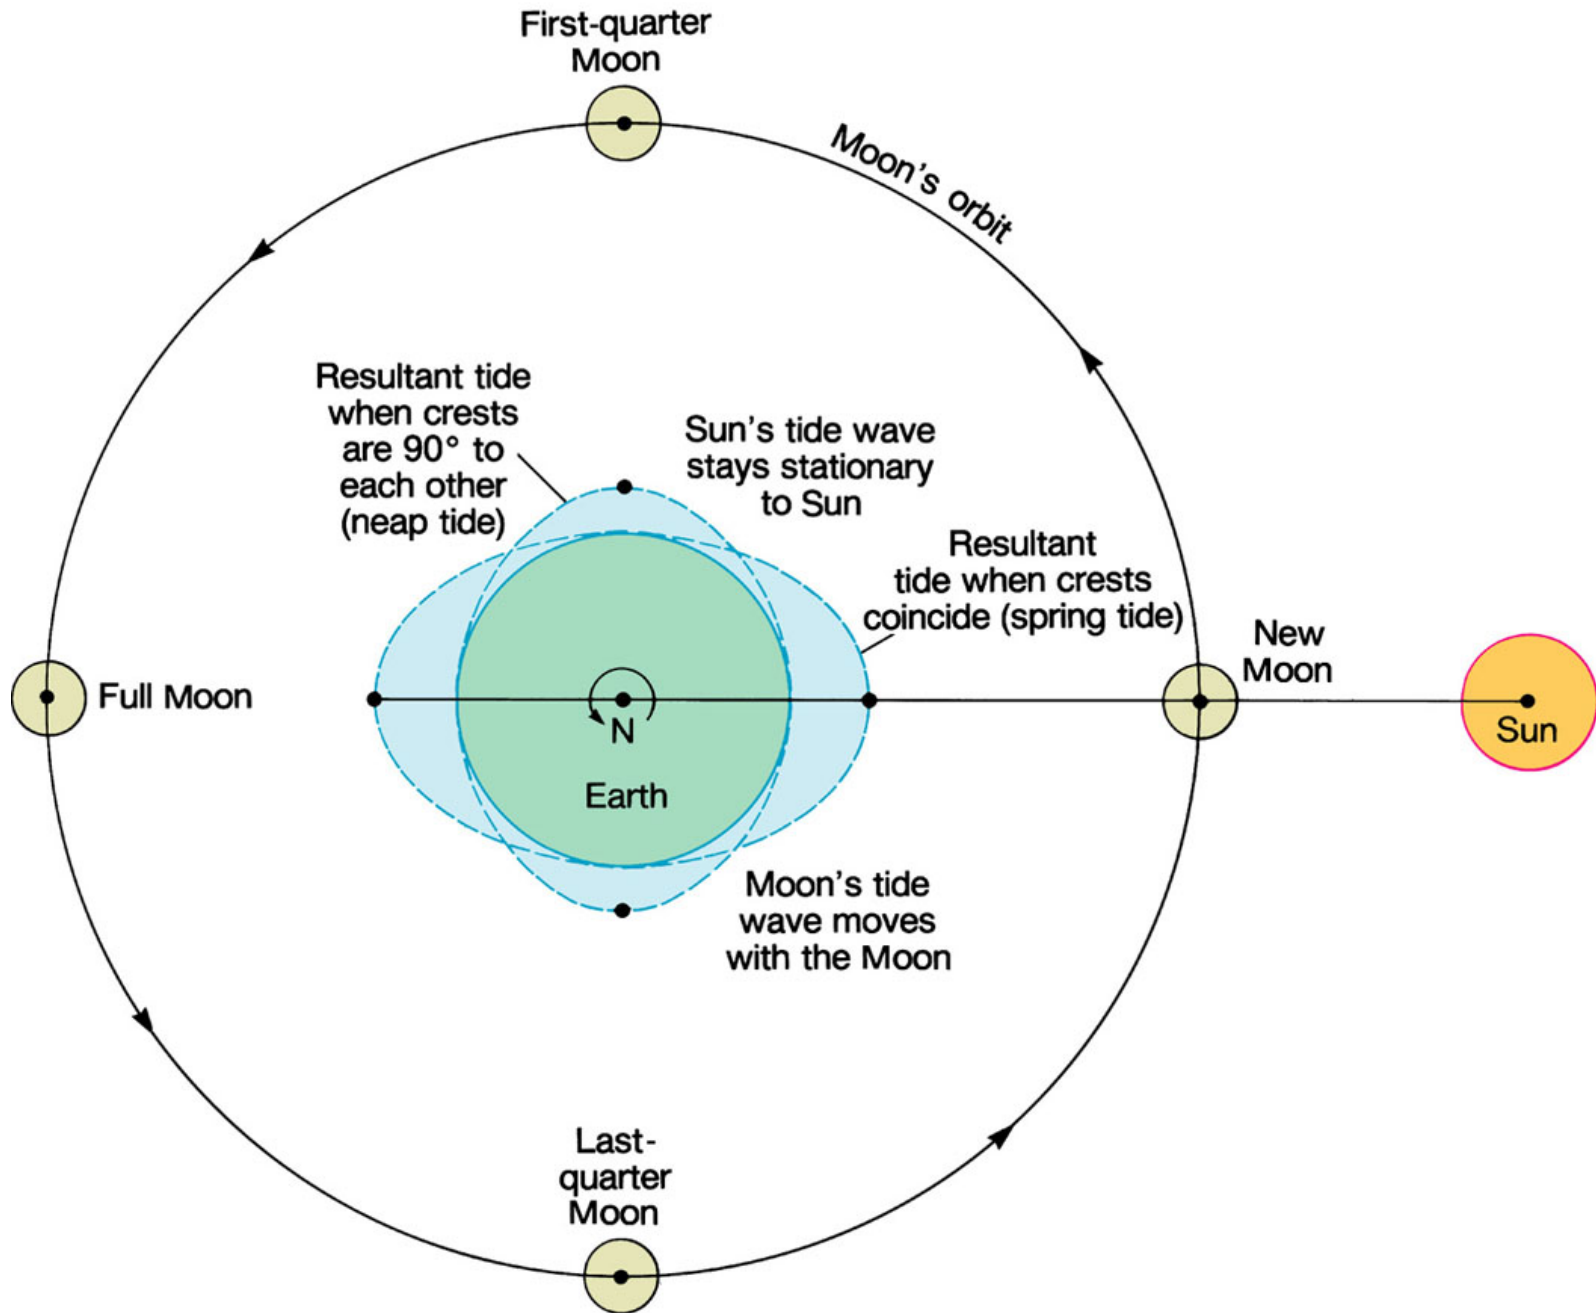 First-quarter
Moon
Moon's orbit
Resultant tide
when crests
are 90° to
each other
(neap tide)
Sun's tide wave
stays stationary
to Sun
Resultant
tide when crests
coincide (spring tide)
New
Moon
Full Moon
N
Earth
Sun
Moon's tide
wave moves
with the Moon
Last-
quarter
Moon